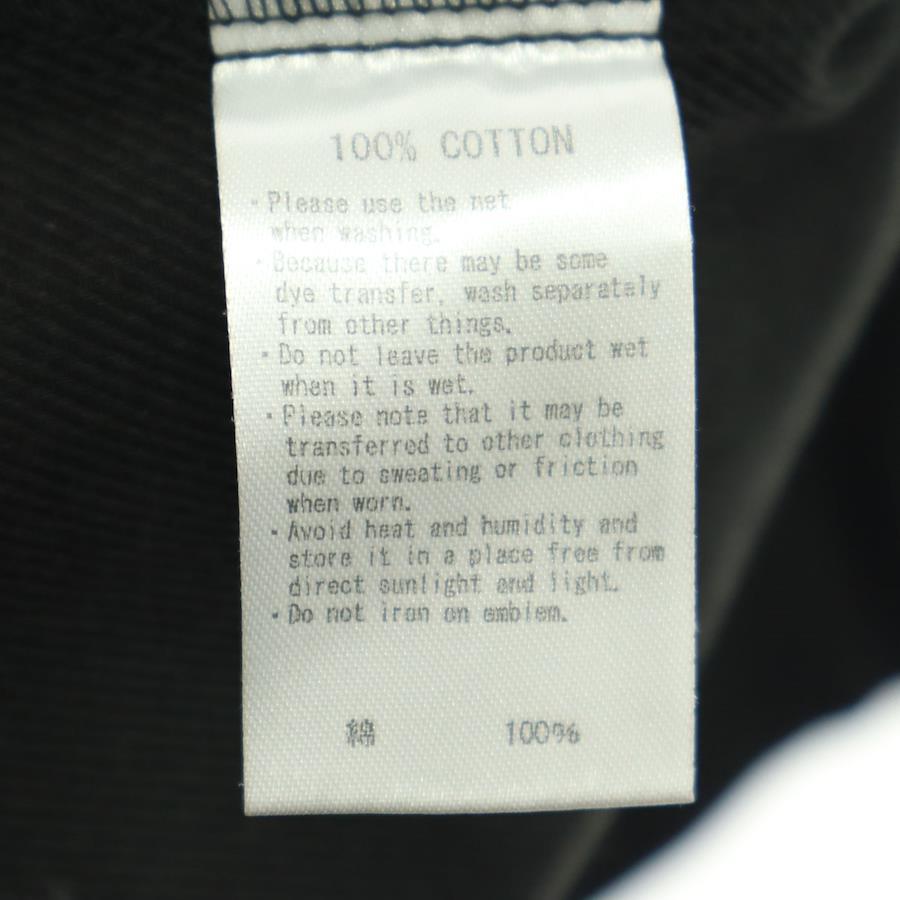 100% COTTON
・Please use the net
when washing.
・Because there may be some
dye transfer, wash separately
from other things.
・Do not leave the product wet
when it is wet.
・Please note that it may be
transferred to other clothing
due to sweating or friction
when worn.
・Avoid heat and humidity and
store it in a place free from
direct sunlight and light.
・Do not iron on emblem.
綿 100%